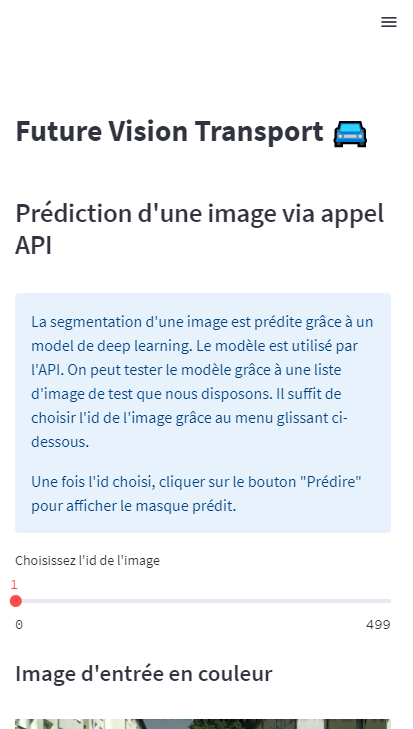 Future Vision Transport 🚘
Prédiction d'une image via appel
API
La segmentation d'une image est prédite grâce à un
model de deep learning. Le modèle est utilisé par
l'API. On peut tester le modèle grâce à une liste
d'image de test que nous disposons. Il suffit de
choisir l'id de l'image grâce au menu glissant ci-
dessous.
Une fois l'id choisi, cliquer sur le bouton "Prédire"
pour afficher le masque prédit.
Choisissez l'id de l'image
1
0 499
Image d'entrée en couleur